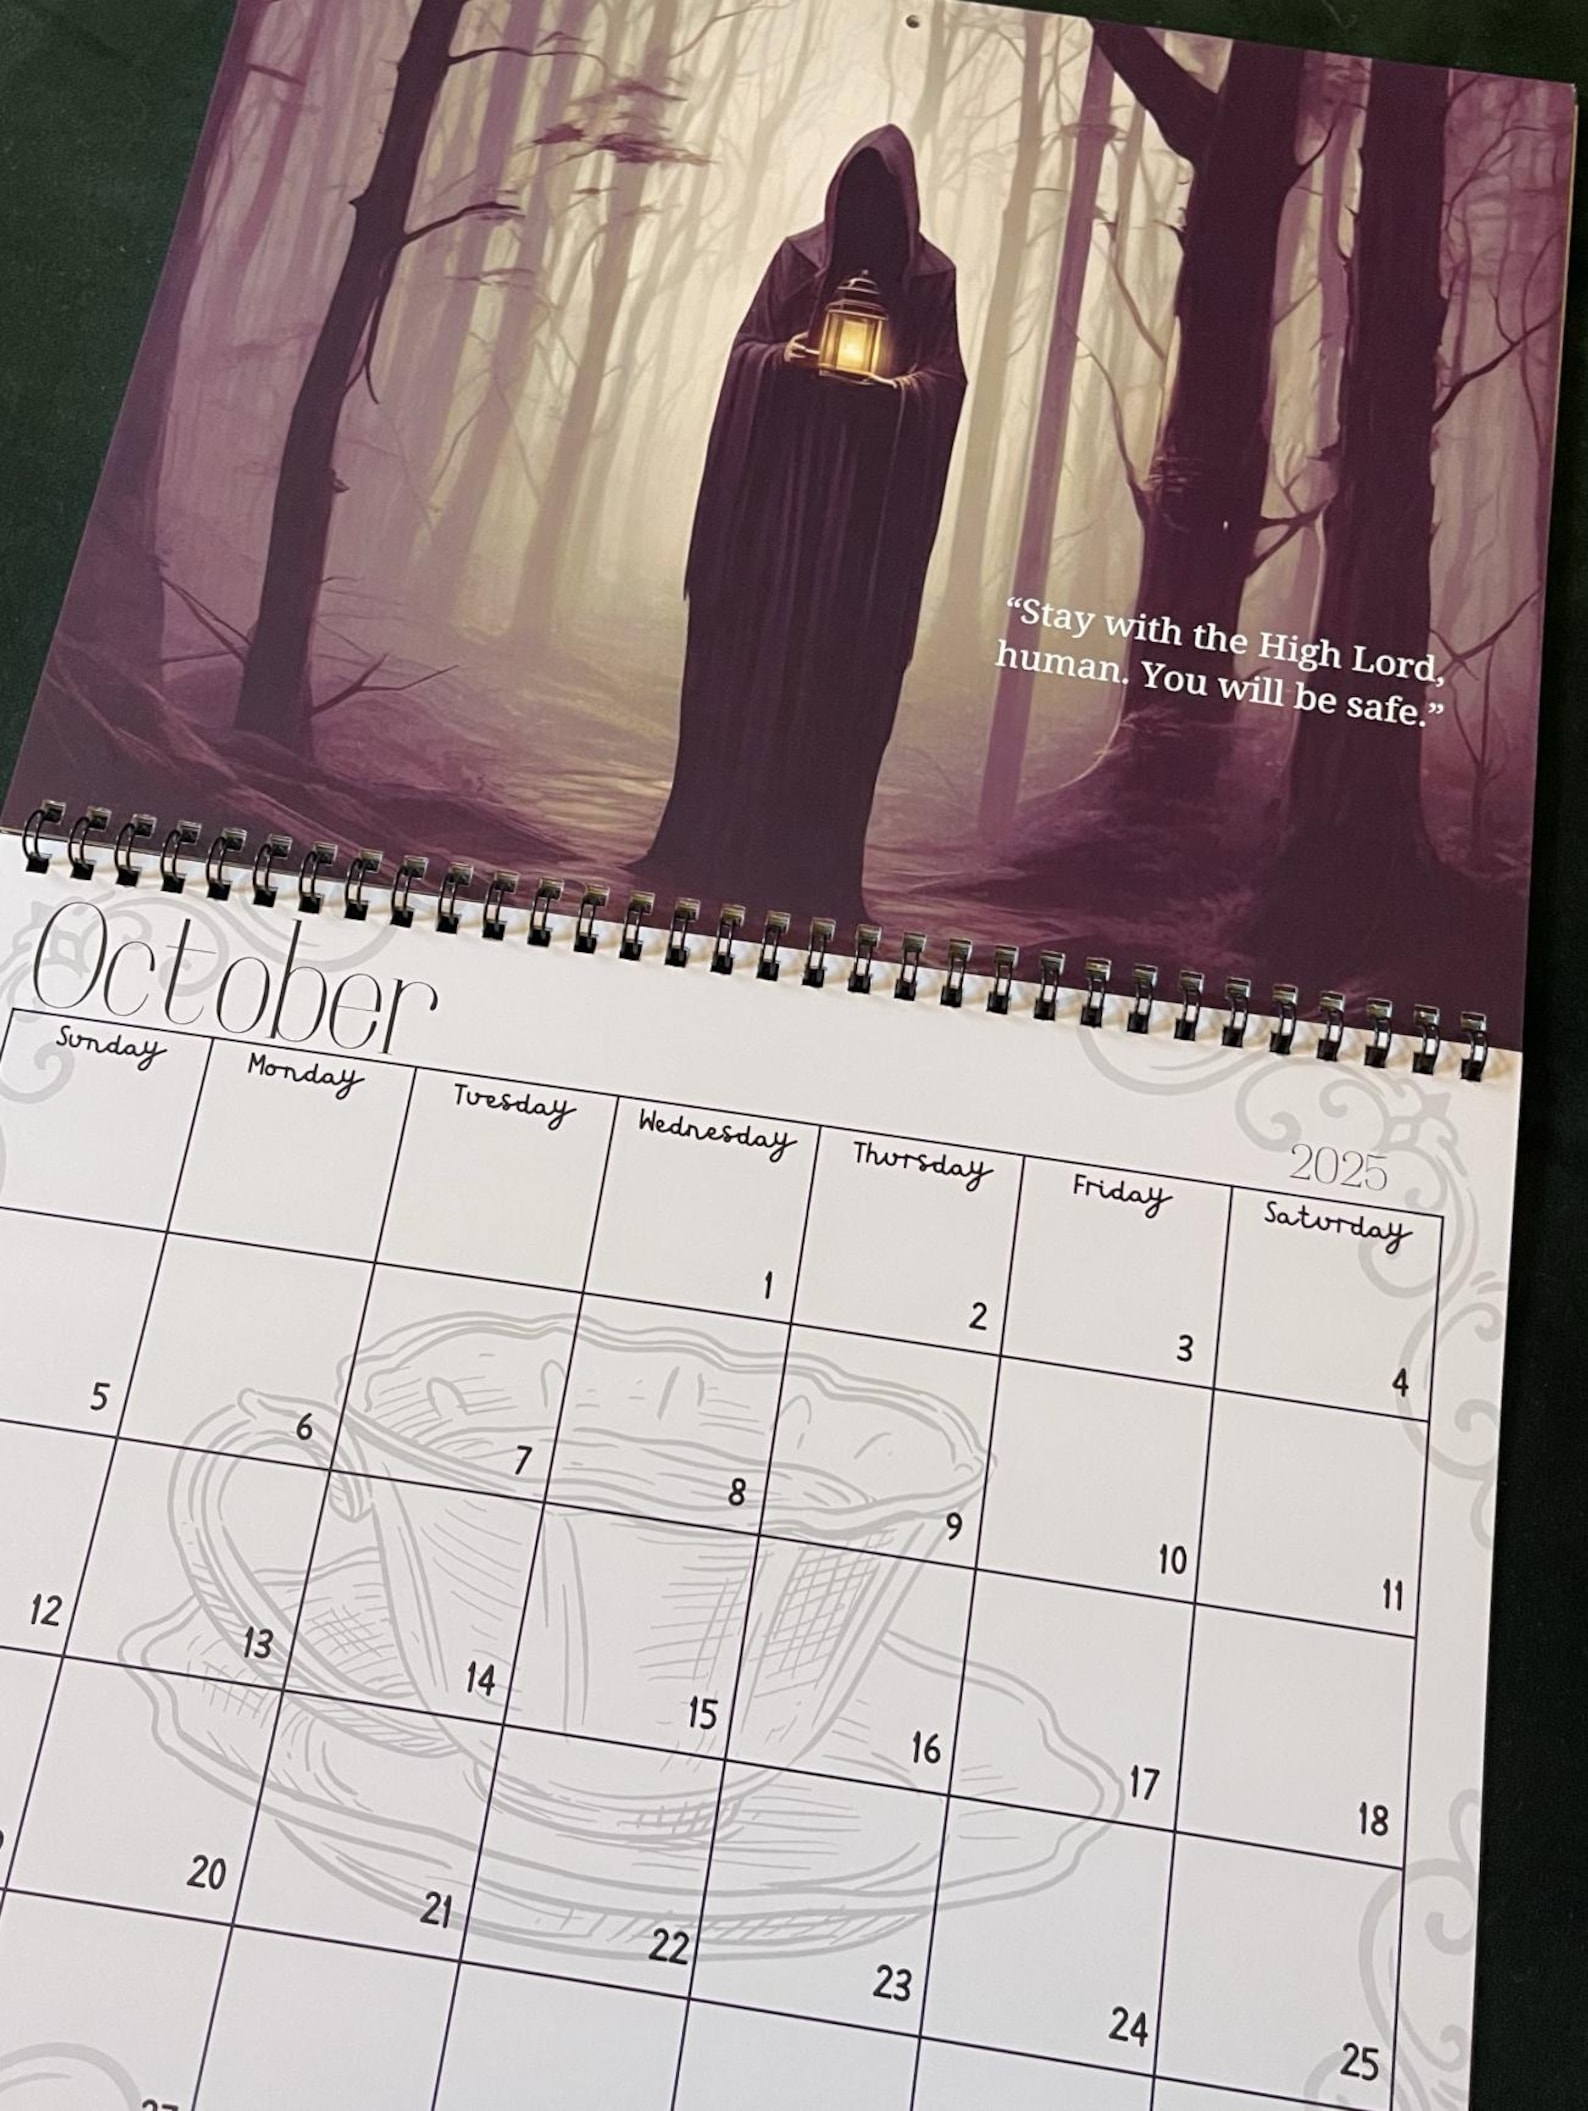 “Stay with the High Lord,
human. You will be safe.”
October
2025
Sunday Monday Tuesday Wednesday Thursday Friday Saturday
1 2 3 4
5 6 7 8 9 10 11
12 13 14 15 16 17 18
20 21 22 23 24 25